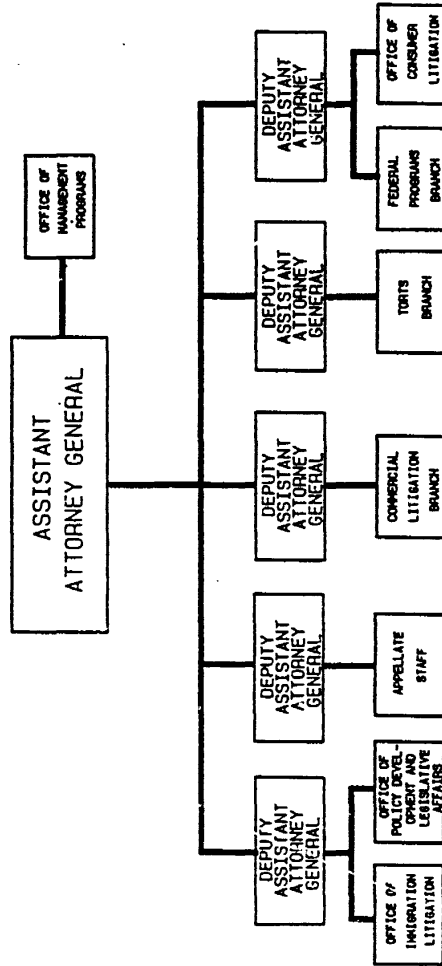 ASSISTANT
ATTORNEY GENERAL
OFFICE OF
MANAGEMENT
PROGRAMS
DEPUTY
ASSISTANT
ATTORNEY
GENERAL
DEPUTY
ASSISTANT
ATTORNEY
GENERAL
DEPUTY
ASSISTANT
ATTORNEY
GENERAL
DEPUTY
ASSISTANT
ATTORNEY
GENERAL
DEPUTY
ASSISTANT
ATTORNEY
GENERAL
OFFICE OF
IMMIGRATION
LITIGATION
OFFICE OF
POLICY DEVEL-
OPMENT AND
LEGISLATIVE
AFFAIRS
APPELLATE
STAFF
COMMERCIAL
LITIGATION
BRANCH
TORTS
BRANCH
FEDERAL
PROGRAMS
BRANCH
OFFICE OF
CONSUMER
LITIGATION